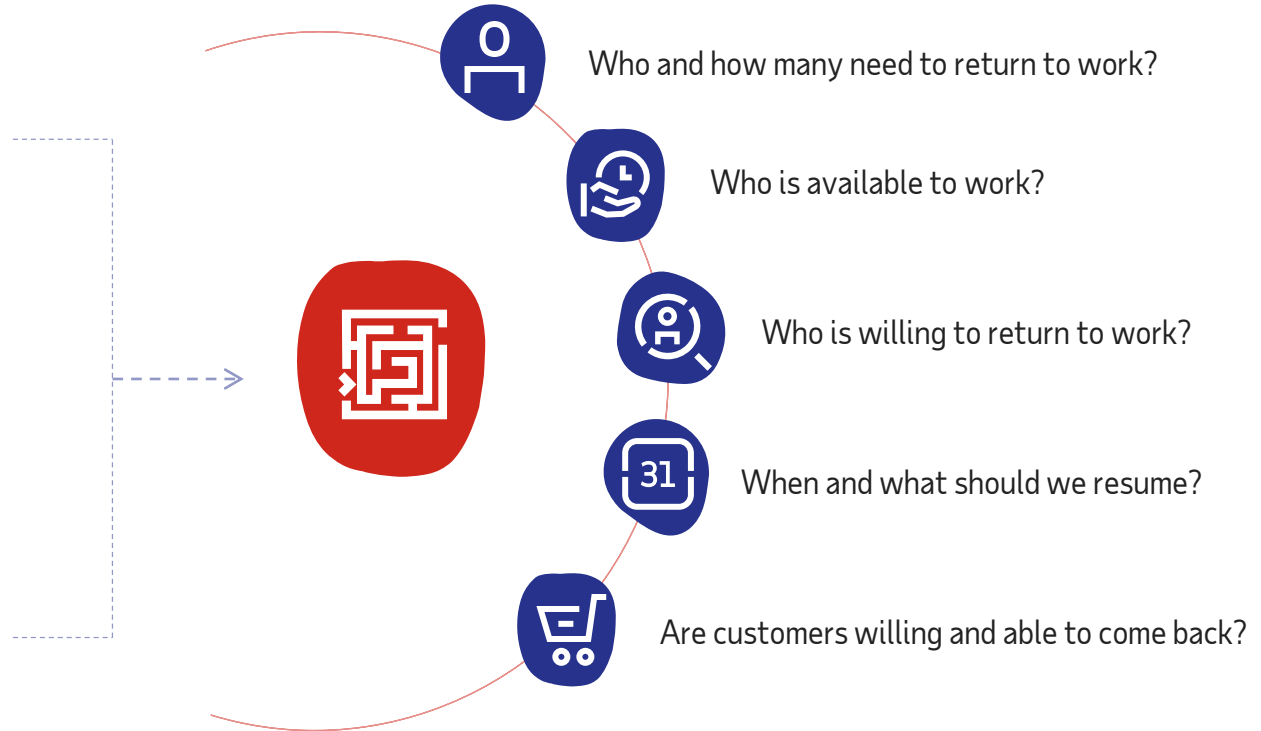 Who and how many need to return to work?
Who is available to work?
Who is willing to return to work?
31
When and what should we resume?
Are customers willing and able to come back?